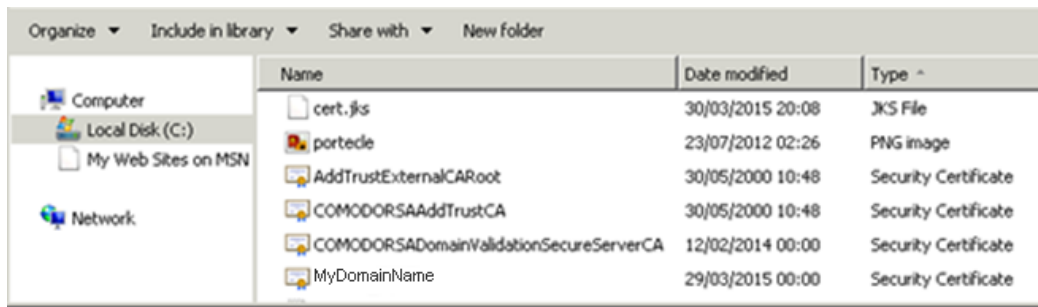 Organize Include in library Share with New folder
Name Date modified Type
Computer
Local Disk (C:)
My Web Sites on MSN
Network
cert.jks 30/03/2015 20:08 JKS File
portecle 23/07/2012 02:26 PNG image
AddTrustExternalCARoot 30/05/2000 10:48 Security Certificate
COMODORSAAddTrustCA 30/05/2000 10:48 Security Certificate
COMODORSADomainValidationSecureServerCA 12/02/2014 00:00 Security Certificate
MyDomainName 29/03/2015 00:00 Security Certificate